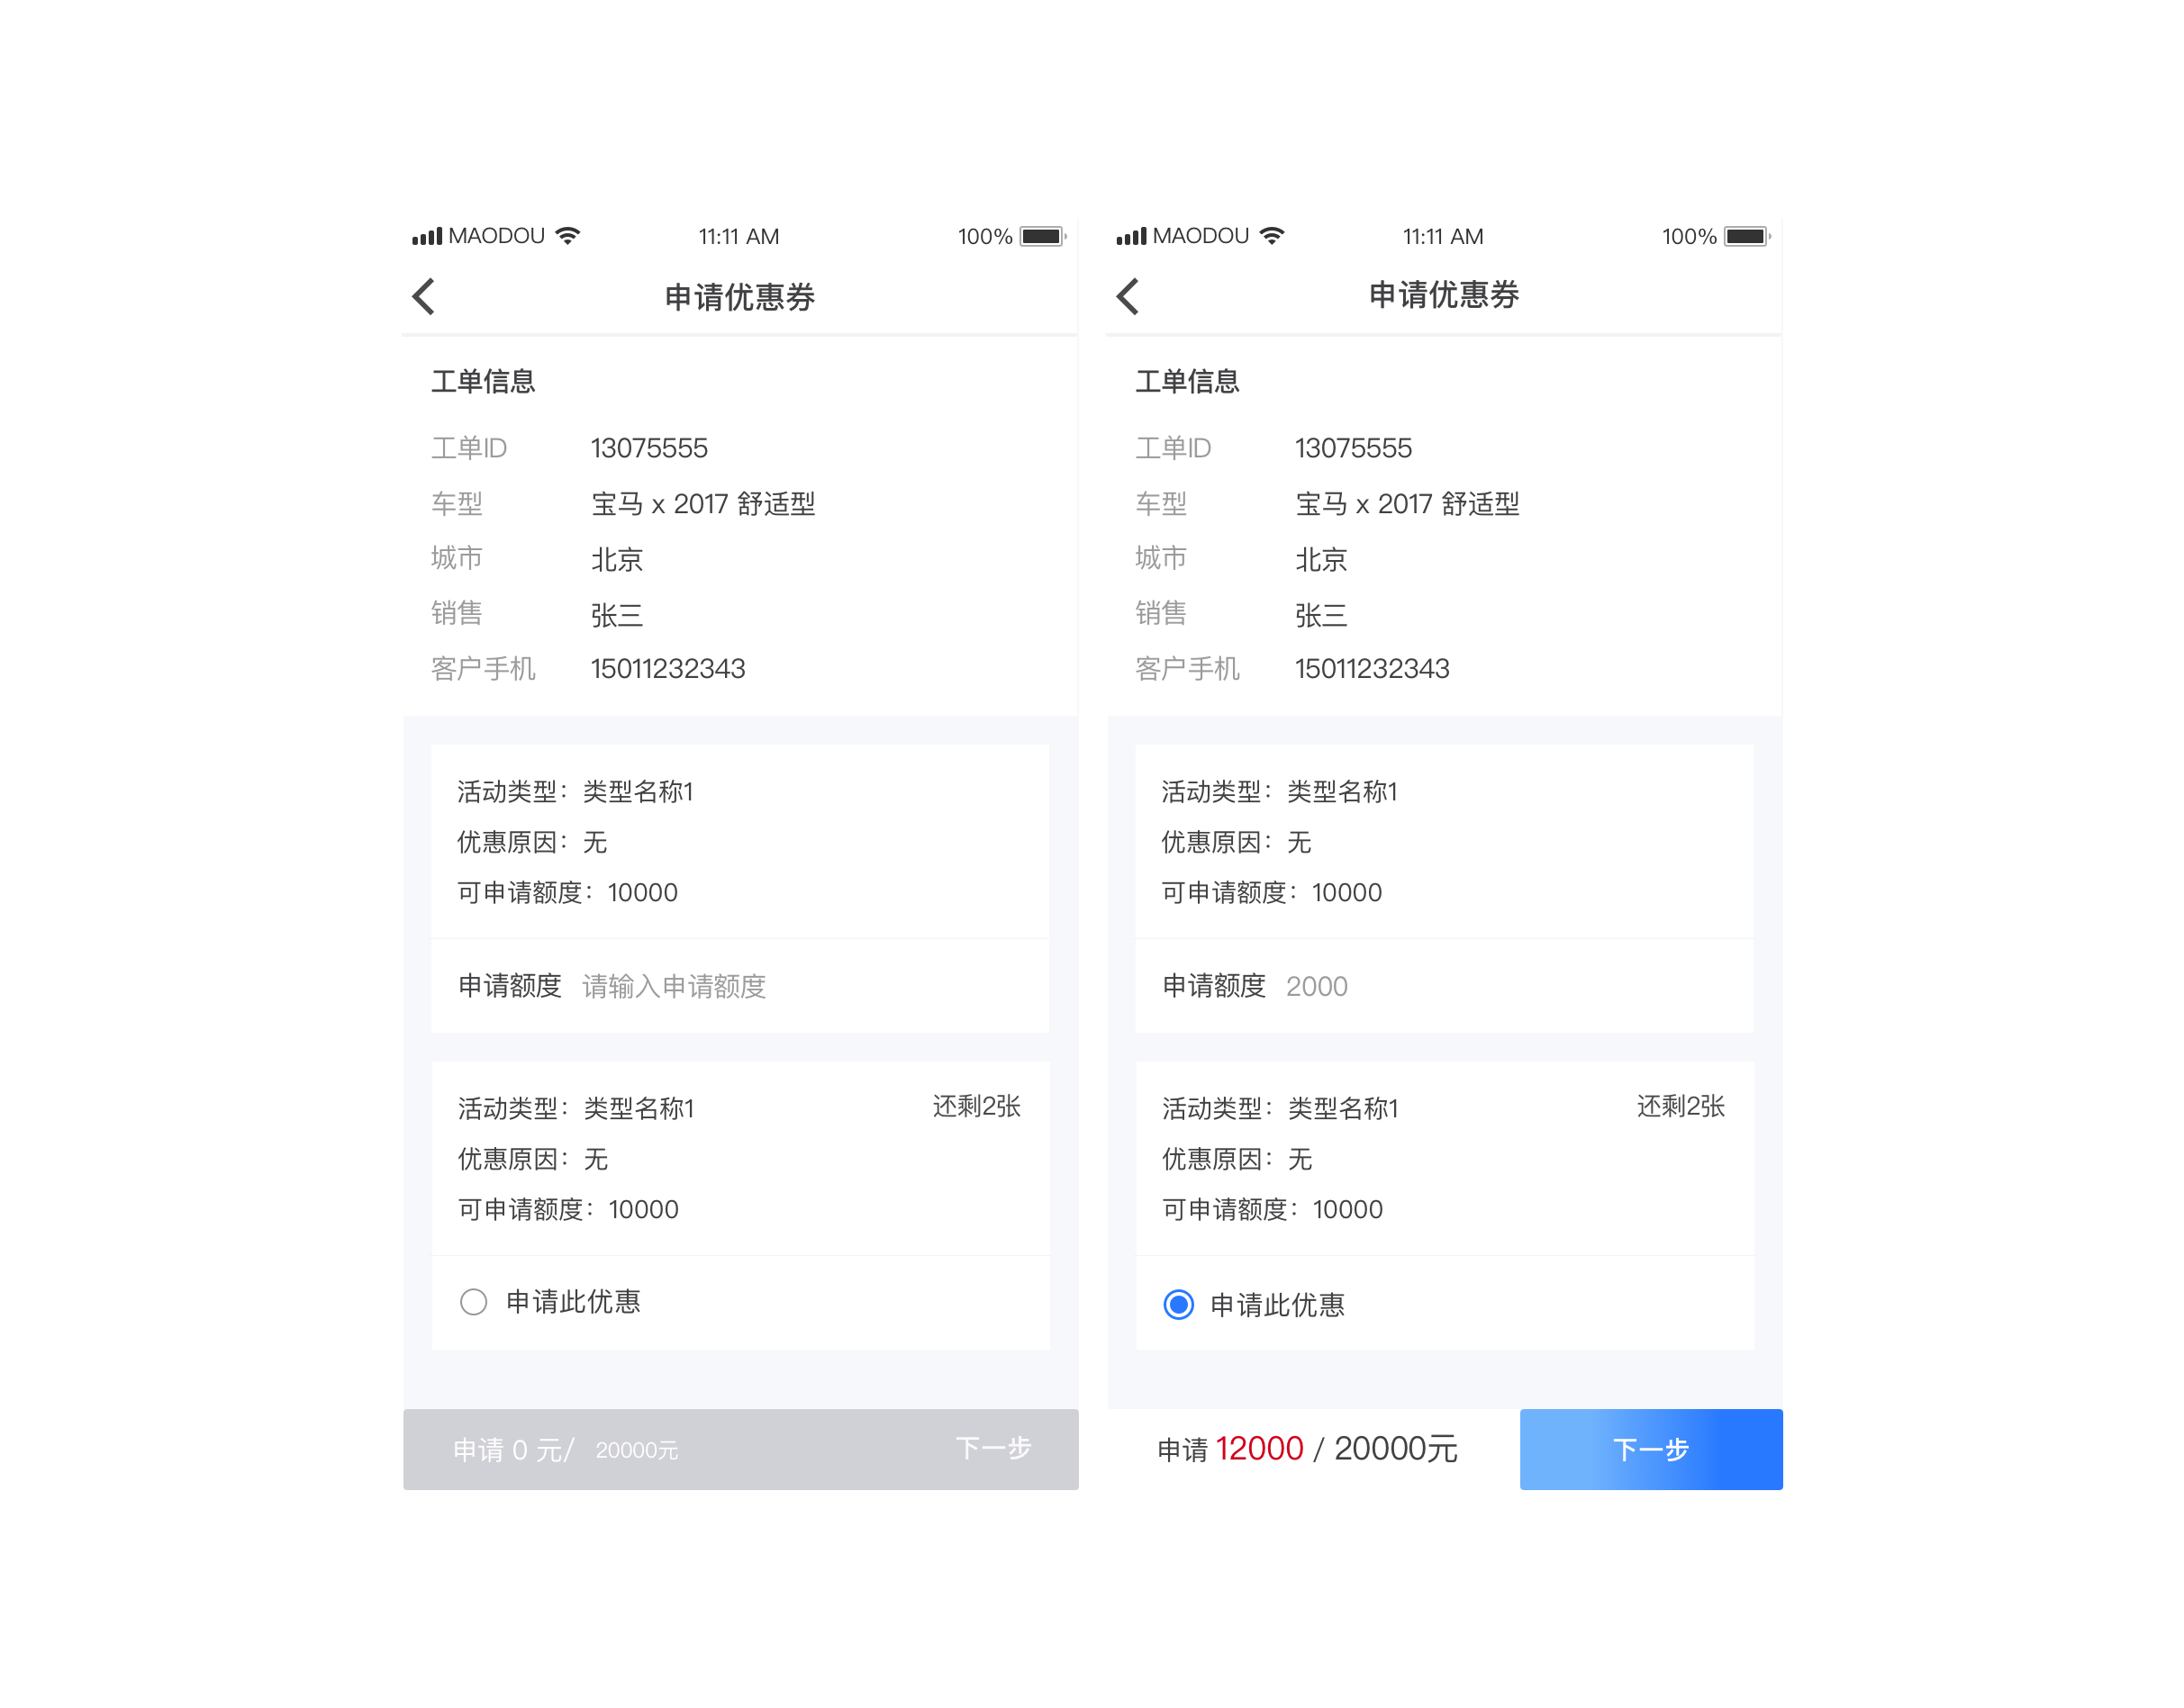 MAODOU 11:11 AM 100%
申请优惠券
工单信息
工单ID 13075555
车型 宝马 x 2017 舒适型
城市 北京
销售 张三
客户手机 15011232343
活动类型：类型名称1
优惠原因：无
可申请额度：10000
申请额度 请输入申请额度
活动类型：类型名称1 还剩2张
优惠原因：无
可申请额度：10000
申请此优惠
申请 0 元/ 20000元 下一步
MAODOU 11:11 AM 100%
申请优惠券
工单信息
工单ID 13075555
车型 宝马 x 2017 舒适型
城市 北京
销售 张三
客户手机 15011232343
活动类型：类型名称1
优惠原因：无
可申请额度：10000
申请额度 2000
活动类型：类型名称1 还剩2张
优惠原因：无
可申请额度：10000
申请此优惠
申请 12000 / 20000元 下一步